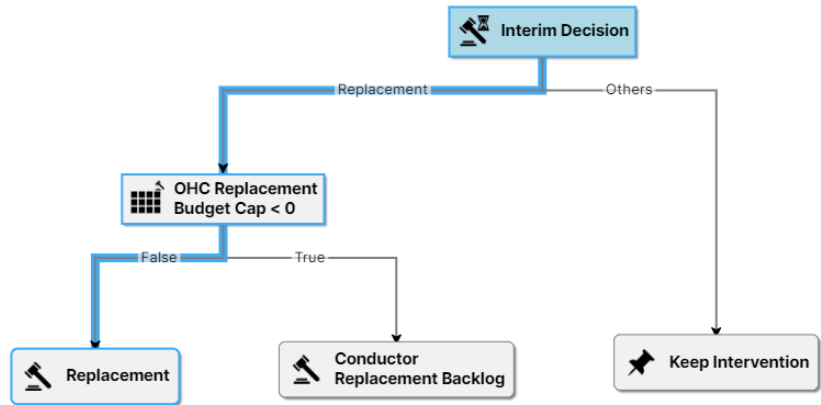 Interim Decision
Replacement
Others
OHC Replacement
Budget Cap < 0
False
True
Replacement
Conductor
Replacement Backlog
Keep Intervention